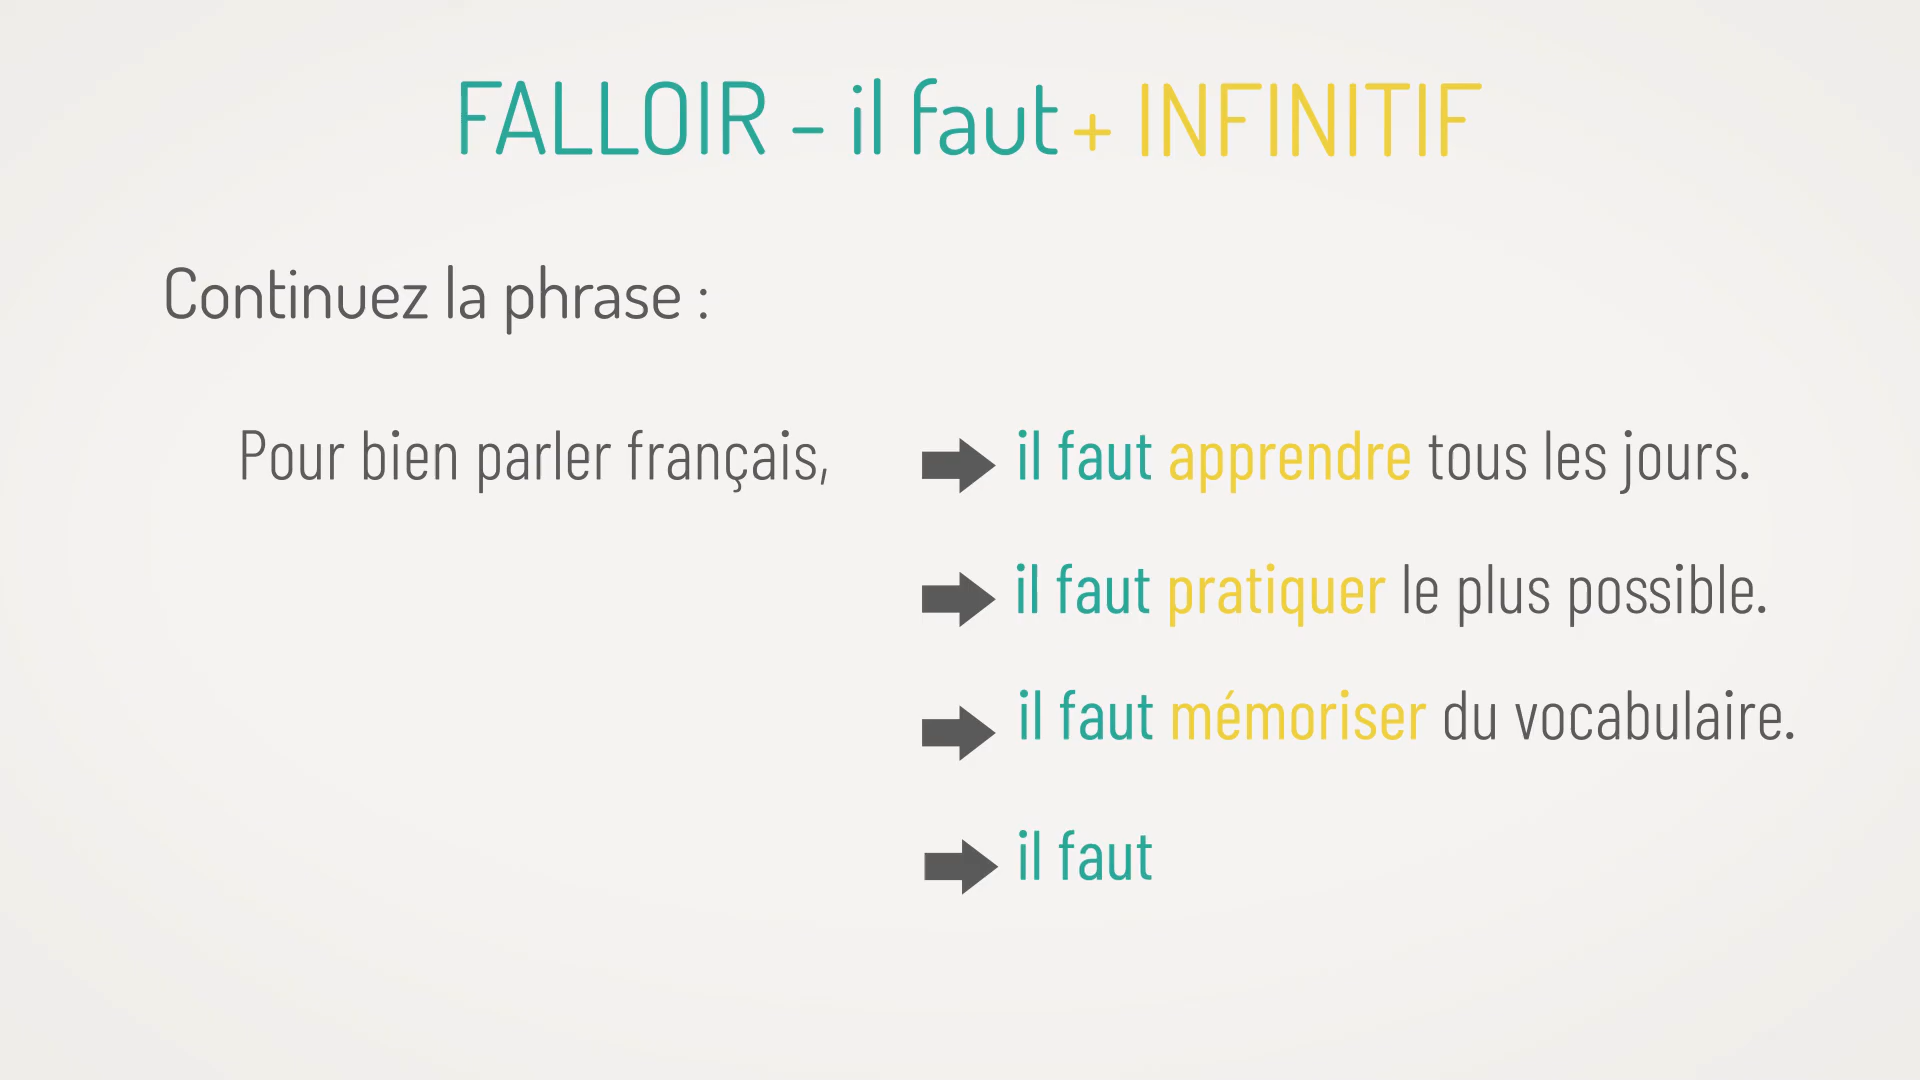 FALLOIR - il faut + INFINITIF
Continuez la phrase :
Pour bien parler français, il faut apprendre tous les jours.
il faut pratiquer le plus possible.
il faut mémoriser du vocabulaire.
il faut